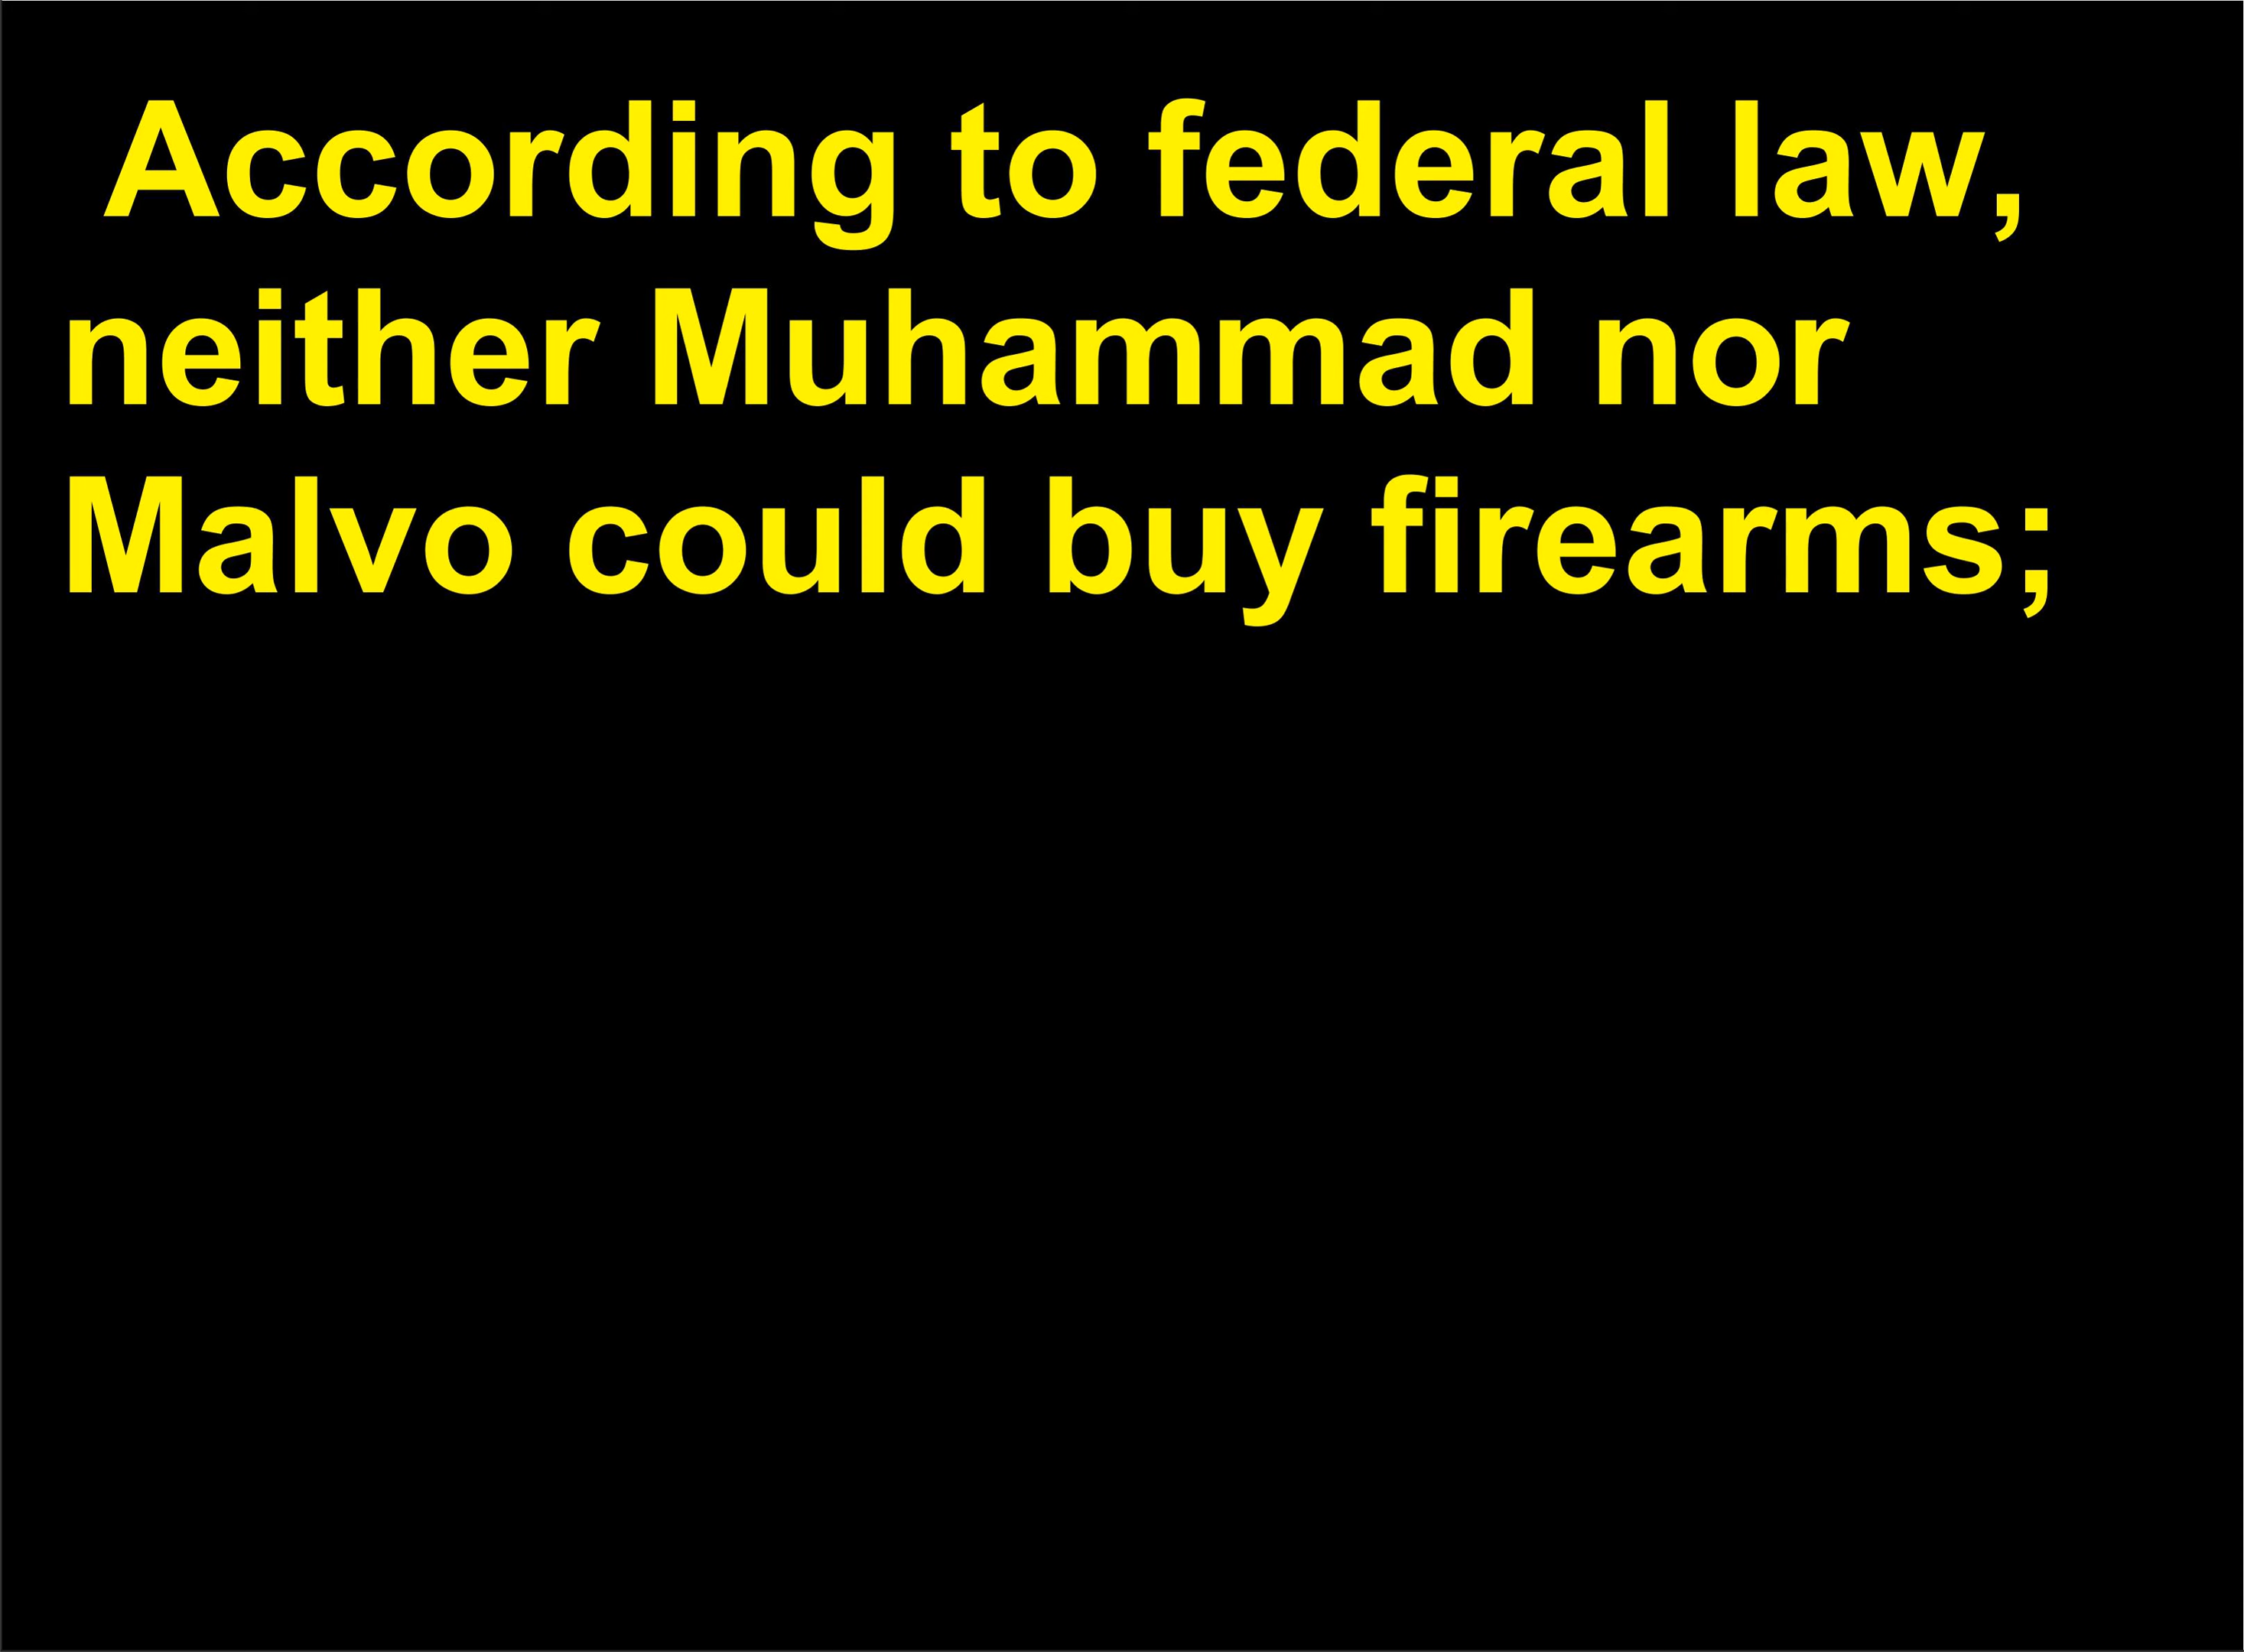 According to federal law,
neither Muhammad nor
Malvo could buy firearms;